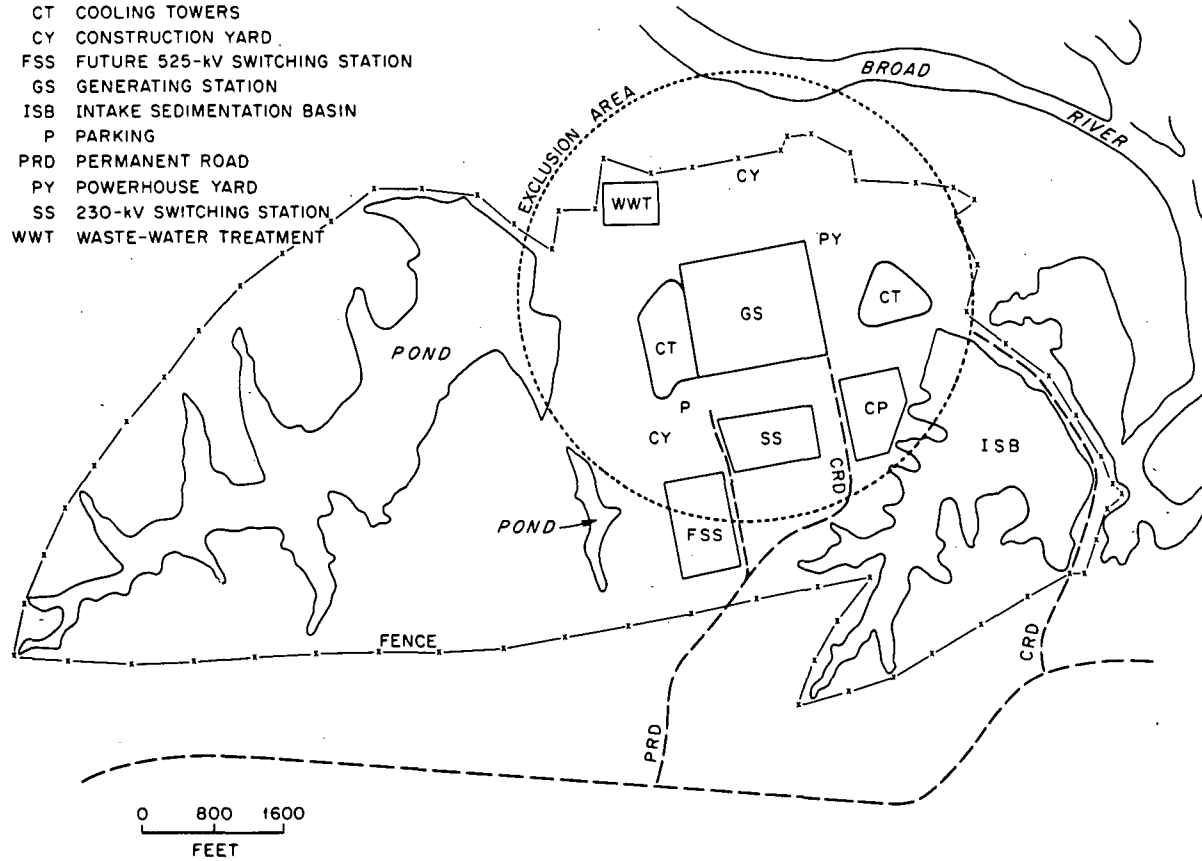 CT COOLING TOWERS
CY CONSTRUCTION YARD
FSS FUTURE 525-kV SWITCHING STATION
GS GENERATING STATION
ISB INTAKE SEDIMENTATION BASIN
P PARKING
PRD PERMANENT ROAD
PY POWERHOUSE YARD
SS 230-kV SWITCHING STATION
WWT WASTE-WATER TREATMENT
BROAD
RIVER
EXCLUSION AREA
CY
WWT
PY
CT
GS
CT
POND
P
CP
CY
SS
ISB
CRD
POND
FSS
FENCE
CRD
PRD
0 800 1600
FEET